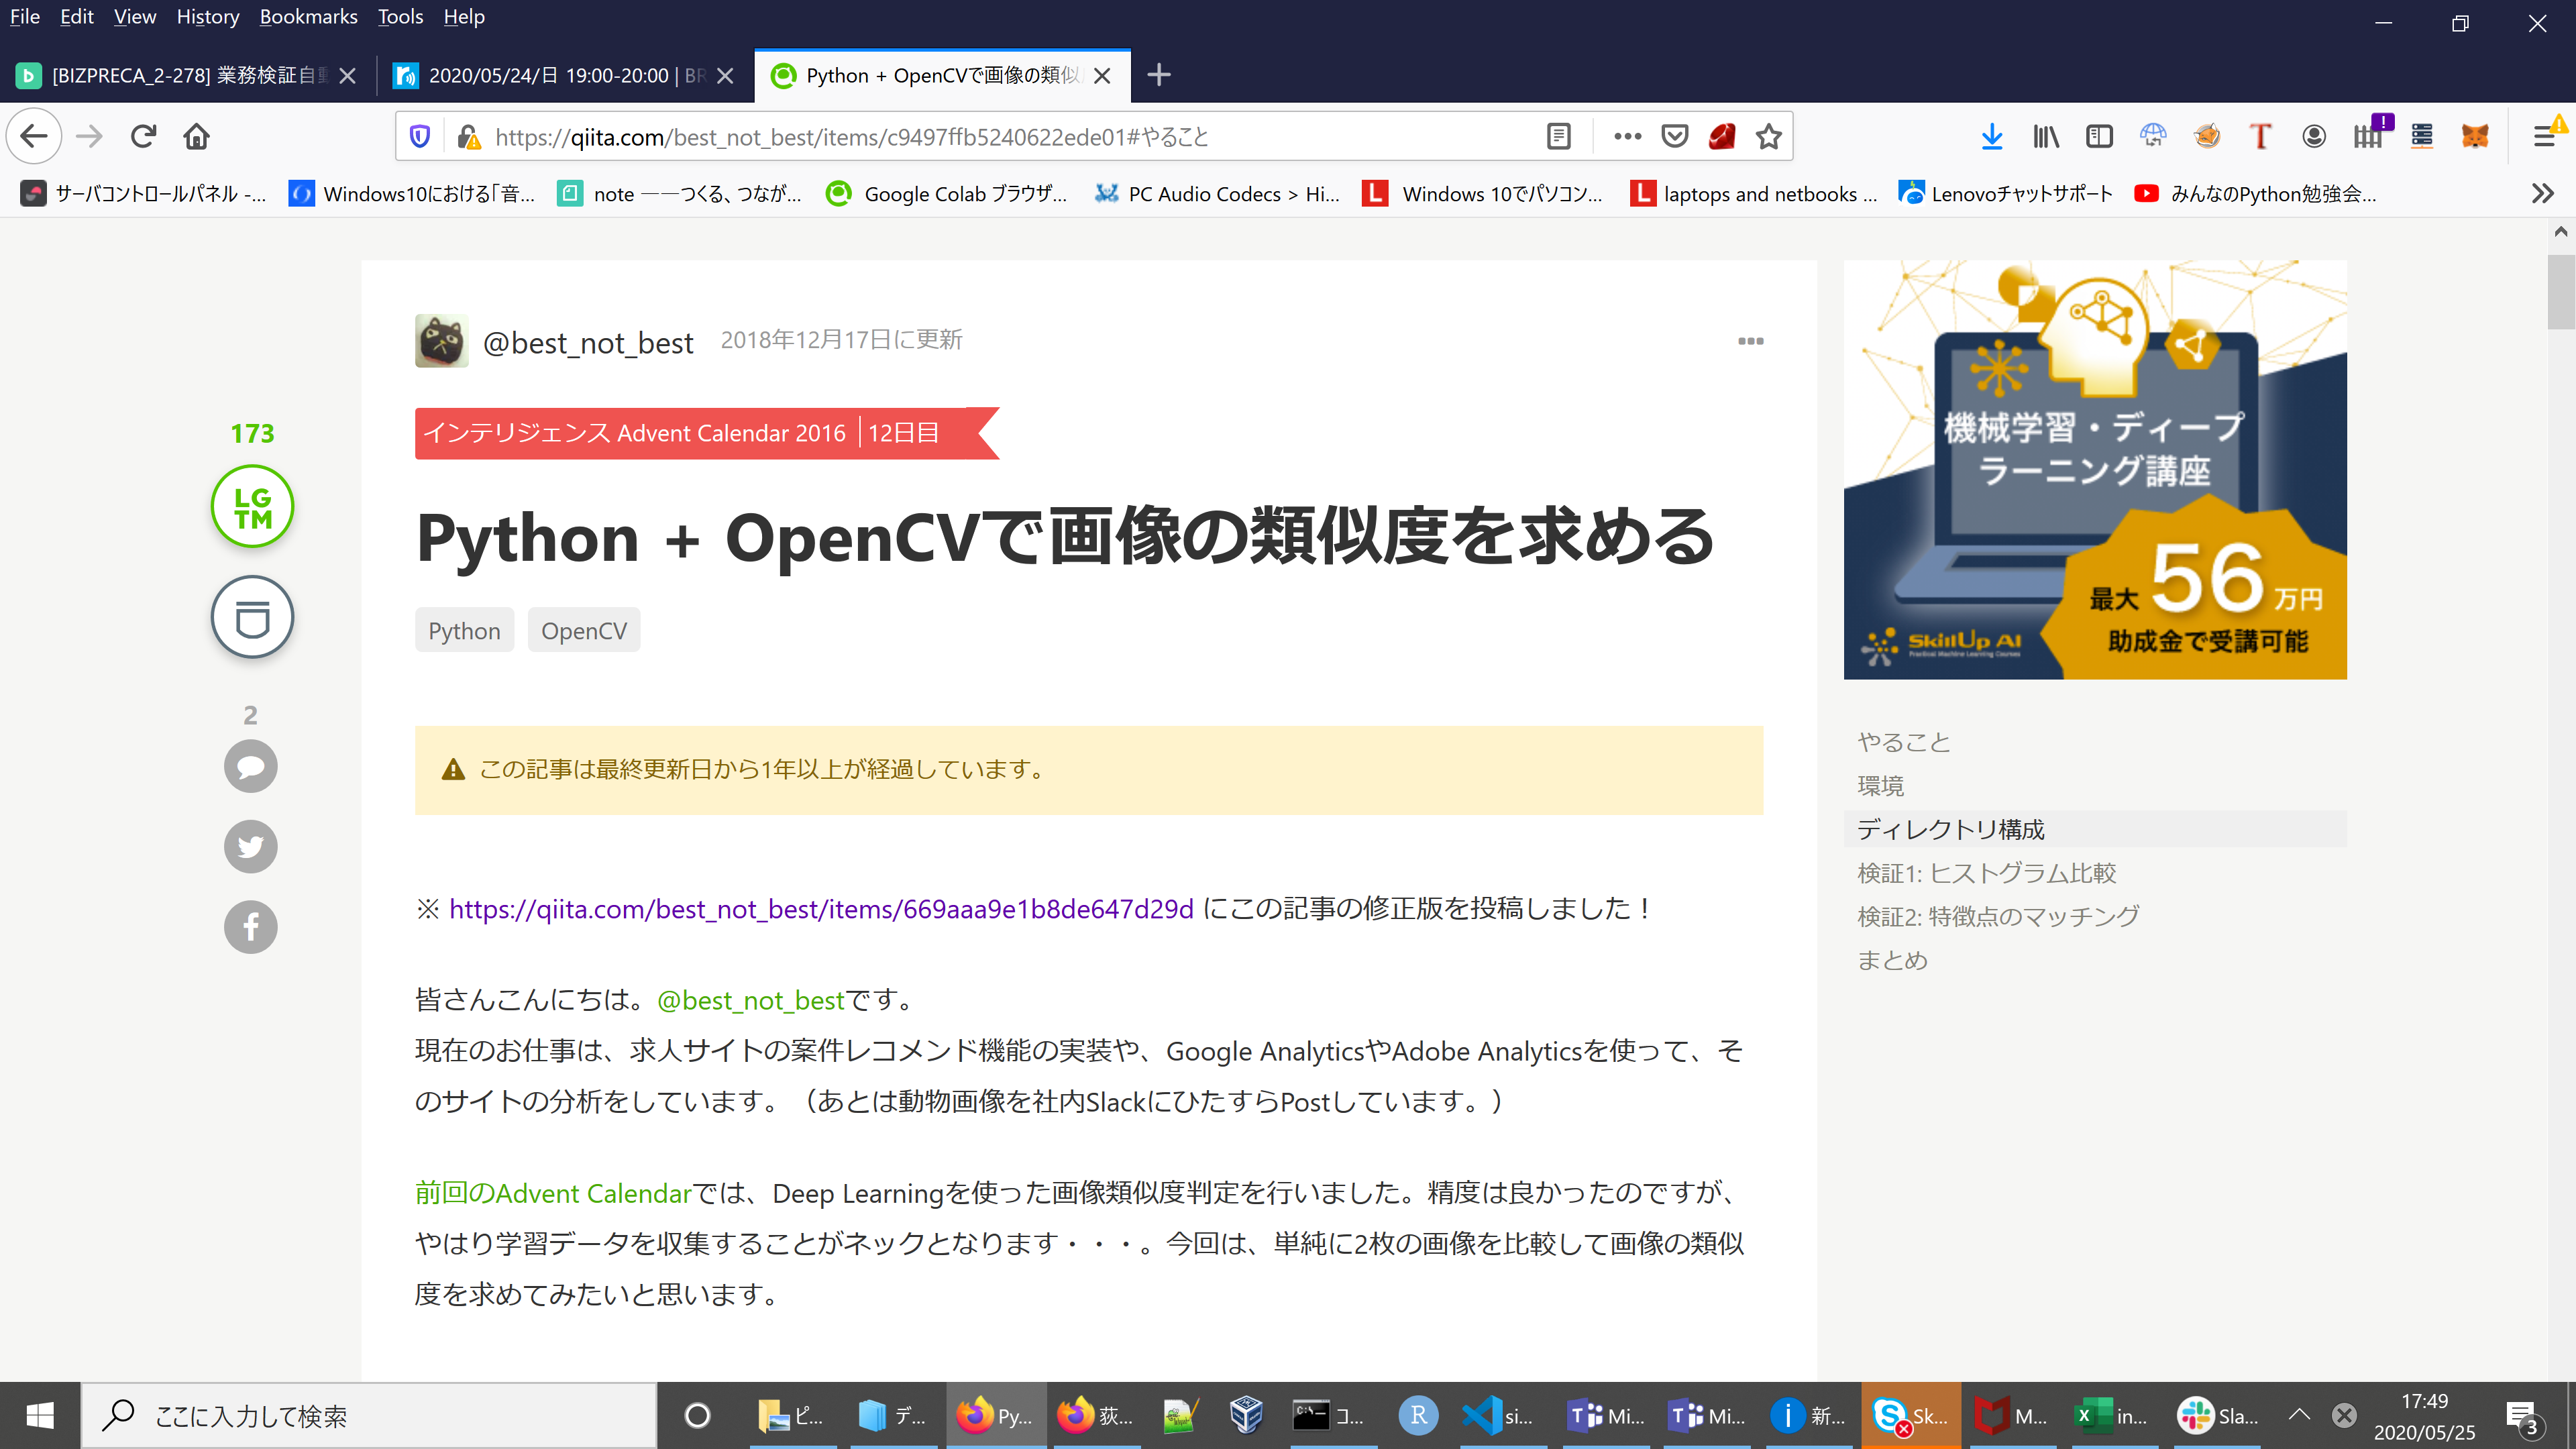 File Edit View History Bookmarks Tools Help
[BIZPRECA_2-278] 業務検証自動
2020/05/24/日 19:00-20:00 | BR
Python + OpenCVで画像の類似
https://qiita.com/best_not_best/items/c9497ffb5240622ede01#やること
サーバコントロールパネル -...
Windows10における「音...
note ――つくる、つなが...
Google Colab ブラウザ...
PC Audio Codecs > Hi...
Windows 10でパソコン...
laptops and netbooks ...
Lenovoチャットサポート
みんなのPython勉強会...
@best_not_best 2018年12月17日に更新
インテリジェンス Advent Calendar 2016 | 12日目
173
LG
TM
Python + OpenCVで画像の類似度を求める
Python OpenCV
2
この記事は最終更新日から1年以上が経過しています。
※ https://qiita.com/best_not_best/items/669aaa9e1b8de647d29d にこの記事の修正版を投稿しました！
皆さんこんにちは。@best_not_bestです。
現在のお仕事は、求人サイトの案件レコメンド機能の実装や、Google AnalyticsやAdobe Analyticsを使って、そ
のサイトの分析をしています。（あとは動物画像を社内SlackにひたすらPostしています。）
前回のAdvent Calendarでは、Deep Learningを使った画像類似度判定を行いました。精度は良かったのですが、
やはり学習データを収集することがネックとなります・・・。今回は、単純に2枚の画像を比較して画像の類似
度を求めてみたいと思います。
機械学習・ディープ
ラーニング講座
最大 56 万円
助成金で受講可能
SkillUp AI
Practical Machine Learning Courses
やること
環境
ディレクトリ構成
検証1: ヒストグラム比較
検証2: 特徴点のマッチング
まとめ
ここに入力して検索
ピ...
デ...
Py...
荻...
コ...
R
si...
Mi...
Mi...
新...
Sk...
M...
in...
Sla...
17:49
2020/05/25
3